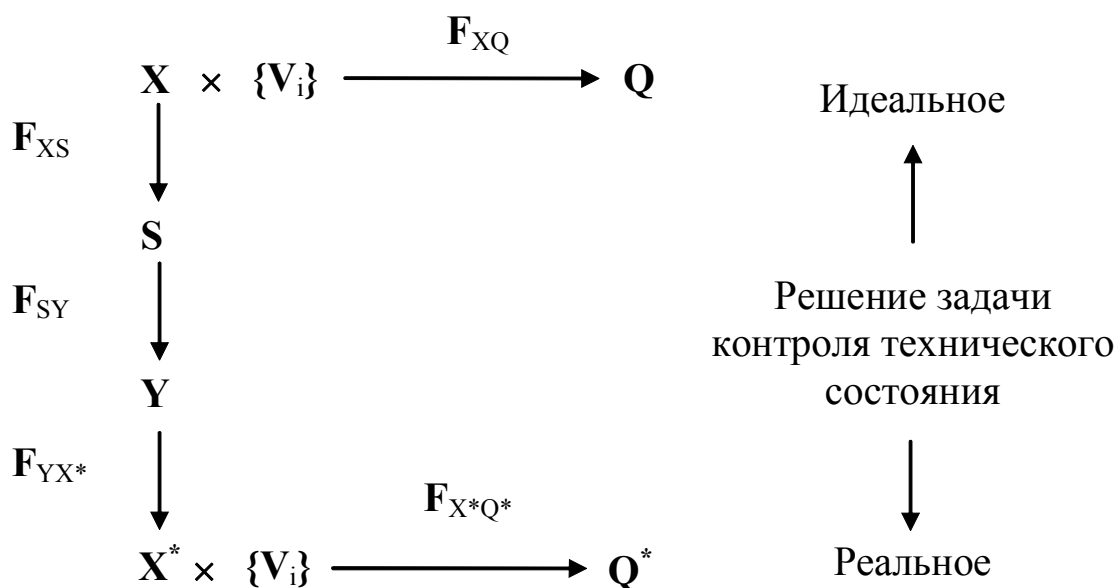 F_XQ
X × {V_i} Q
Идеальное
F_XS
S
F_SY
Решение задачи
контроля технического
состояния
Y
F_YX*
F_X*Q*
X* × {V_i} Q*
Реальное